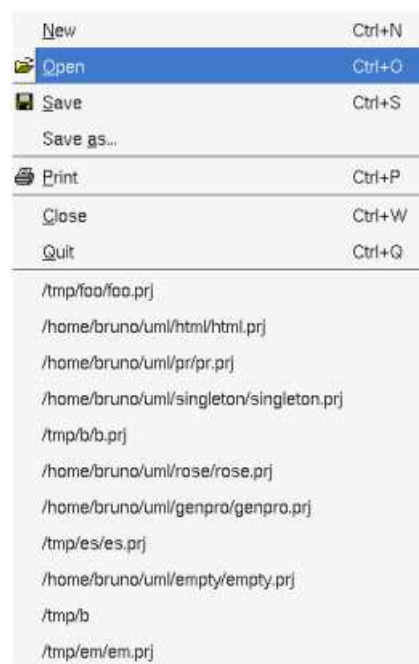 New Ctrl+N
Open Ctrl+O
Save Ctrl+S
Save as...
Print Ctrl+P
Close Ctrl+W
Quit Ctrl+Q
/tmp/foo/foo.prj
/home/bruno/uml/html/html.prj
/home/bruno/uml/pr/pr.prj
/home/bruno/uml/singleton/singleton.prj
/tmp/b/b.prj
/home/bruno/uml/rose/rose.prj
/home/bruno/uml/genpro/genpro.prj
/tmp/es/es.prj
/home/bruno/uml/empty/empty.prj
/tmp/b
/tmp/em/em.prj